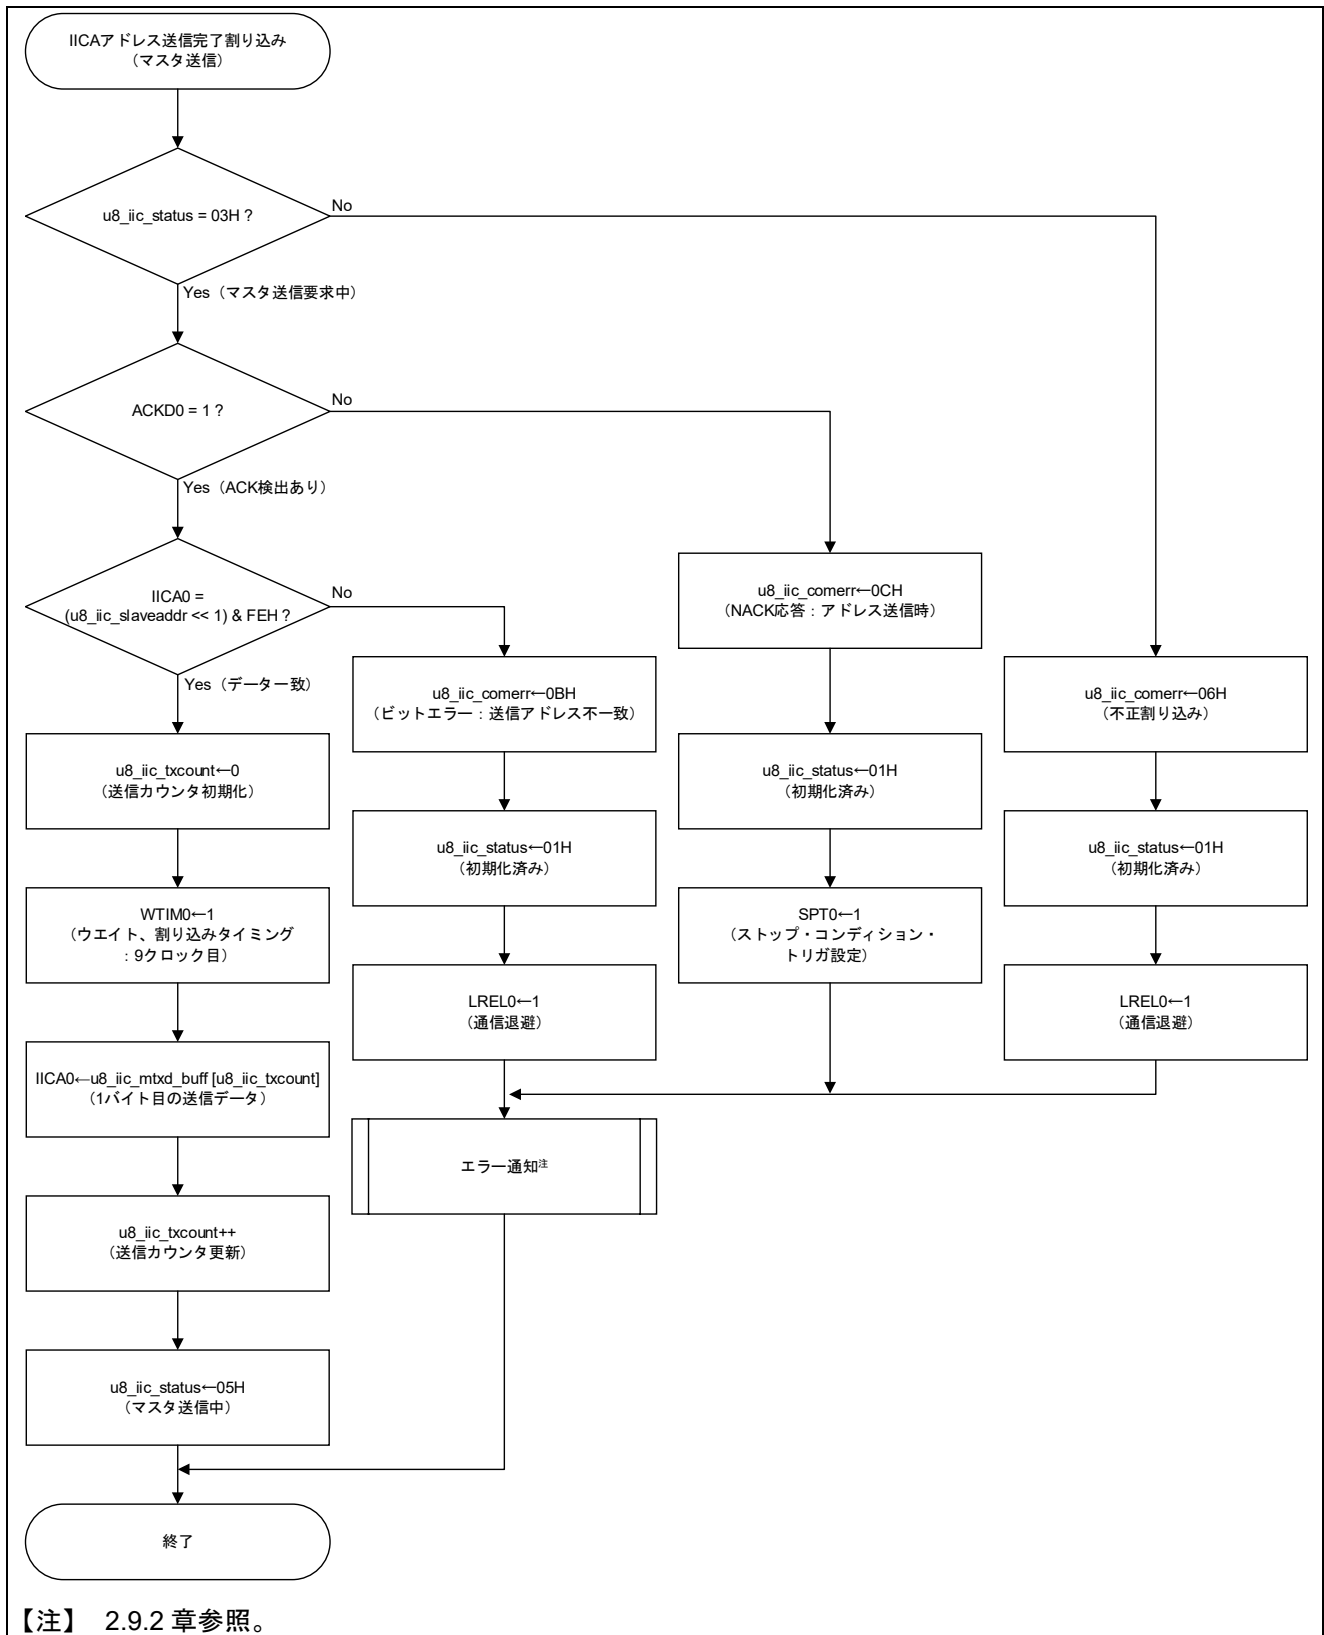 IICAアドレス送信完了割り込み
（マスタ送信）
u8_iic_status = 03H ?
No
Yes（マスタ送信要求中）
ACKD0 = 1 ?
No
Yes（ACK検出あり）
IICA0 =
(u8_iic_slaveaddr << 1) & FEH ?
No
Yes（データ一致）
u8_iic_txcount←0
（送信カウンタ初期化）
WTIM0←1
（ウエイト、割り込みタイミング
：9クロック目）
IICA0←u8_iic_mtxd_buff [u8_iic_txcount]
（1バイト目の送信データ）
u8_iic_txcount++
（送信カウンタ更新）
u8_iic_status←05H
（マスタ送信中）
終了
u8_iic_comerr←0BH
（ビットエラー：送信アドレス不一致）
u8_iic_status←01H
（初期化済み）
LREL0←1
（通信退避）
エラー通知注
u8_iic_comerr←0CH
（NACK応答：アドレス送信時）
u8_iic_status←01H
（初期化済み）
SPT0←1
（ストップ・コンディション・
トリガ設定）
u8_iic_comerr←06H
（不正割り込み）
u8_iic_status←01H
（初期化済み）
LREL0←1
（通信退避）
【注】 2.9.2 章参照。